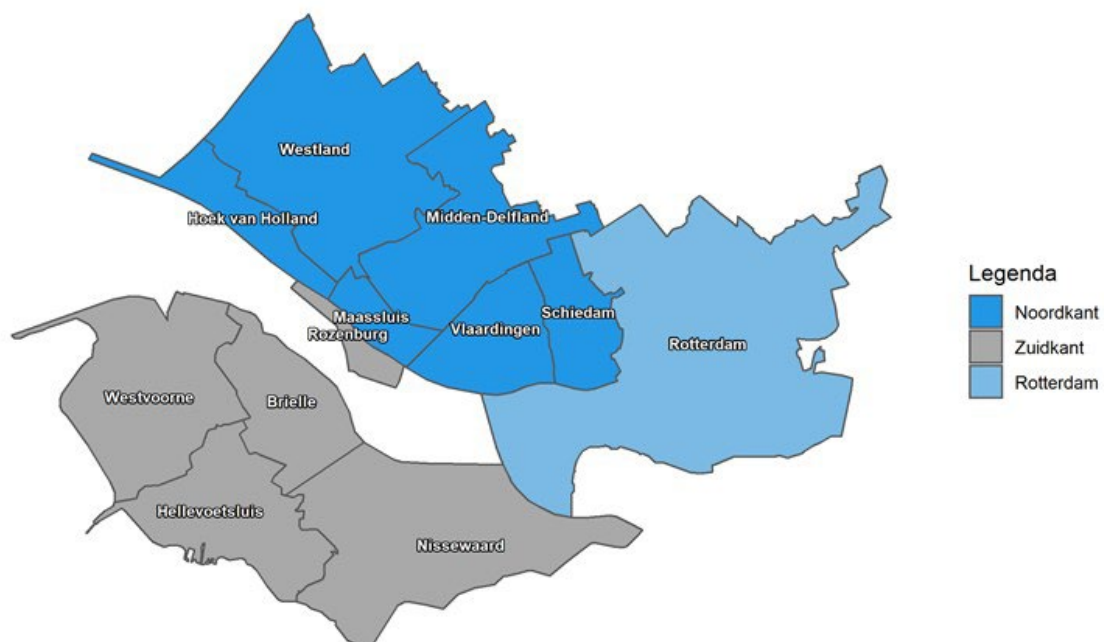 Westland
Hoek van Holland
Midden-Delfland
Maassluis
Rozenburg
Vlaardingen
Schiedam
Rotterdam
Westvoorne
Brielle
Hellevoetsluis
Nissewaard
Legenda
Noordkant
Zuidkant
Rotterdam